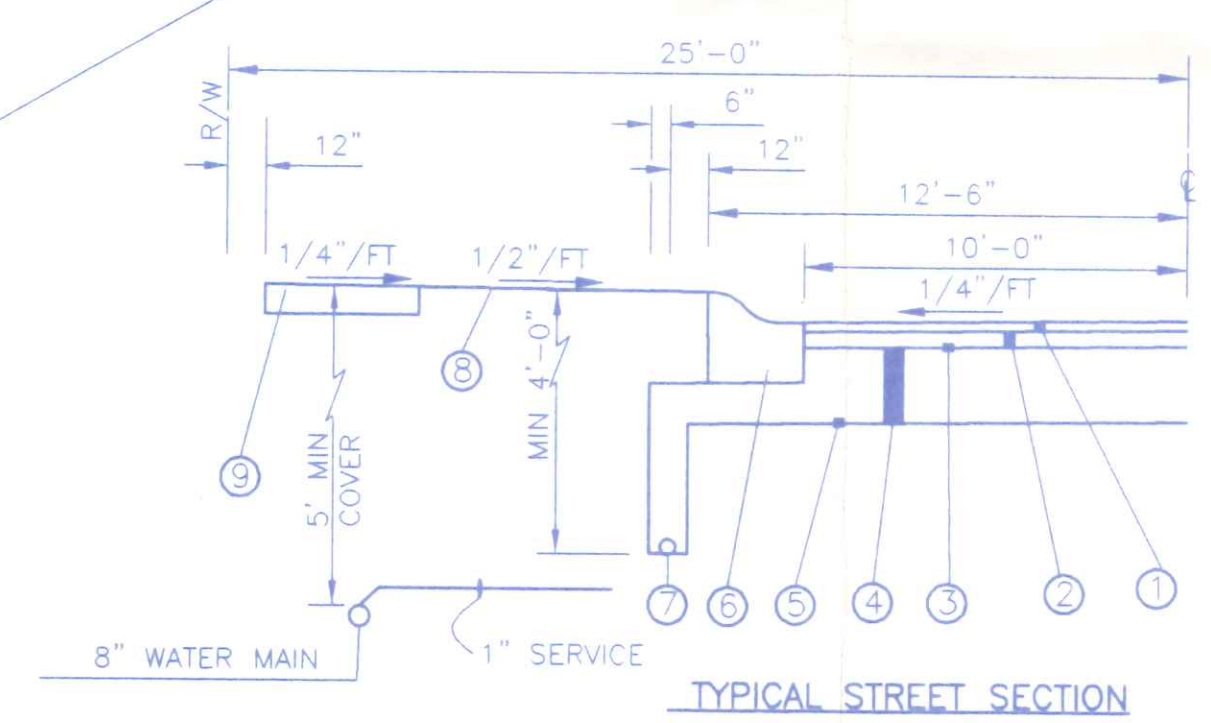 25'-0"
R/W
6"
12"
12"
12'-6"
℄
10'-0"
1/4"/FT
1/2"/FT
1/4"/FT
8
MIN 4'-0"
9
5' MIN
COVER
7
6
5
4
3
2
1
8" WATER MAIN
1" SERVICE
TYPICAL STREET SECTION